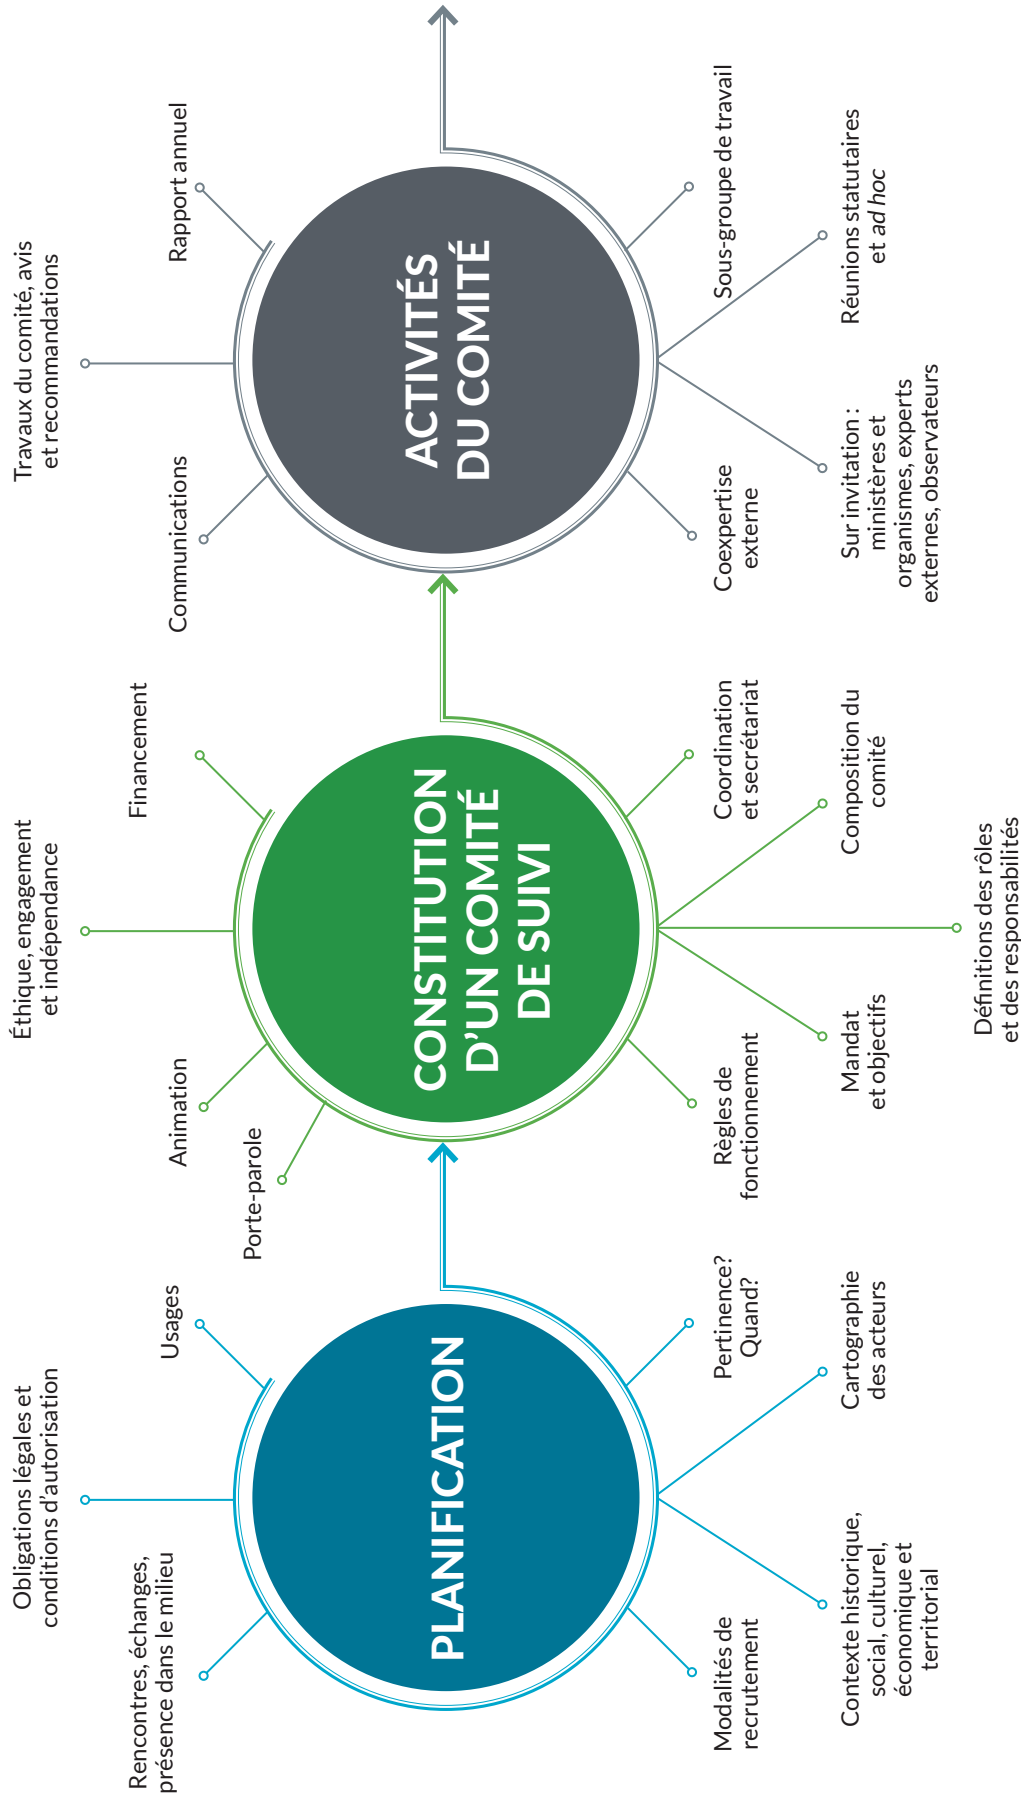 Obligations légales et
conditions d'autorisation
Rencontres, échanges,
présence dans le milieu
Usages
PLANIFICATION
Modalités de
recrutement
Pertinence?
Quand?
Contexte historique,
social, culturel,
économique et
territorial
Cartographie
des acteurs
Éthique, engagement
et indépendance
Animation
Financement
Porte-parole
CONSTITUTION
D'UN COMITÉ
DE SUIVI
Règles de
fonctionnement
Coordination
et secrétariat
Mandat
et objectifs
Composition du
comité
Définitions des rôles
et des responsabilités
Travaux du comité, avis
et recommandations
Communications
Rapport annuel
ACTIVITÉS
DU COMITÉ
Coexpertise
externe
Sous-groupe de travail
Sur invitation :
ministères et
organismes, experts
externes, observateurs
Réunions statutaires
et ad hoc